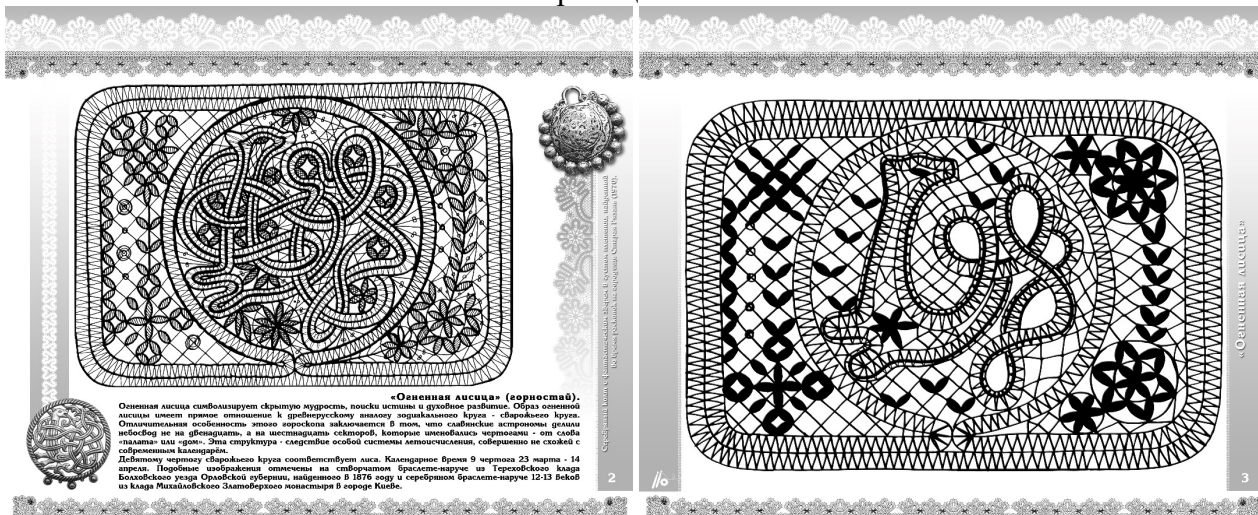 «Огненная лисица» (горностай).
Огненная лисица символизирует скрытую мудрость, поиски истины и духовное развитие. Образ огненной
лисицы имеет прямое отношение к древнерусскому аналогу зодиакального круга - сварожьего круга.
Отличительная особенность этого гороскопа заключается в том, что славянские астрономы делили
небосвод не на двенадцать, а на шестнадцать секторов, которые именовались чертогами - от слова
«палата» или «дом». Эта структура - следствие особой системы летоисчисления, совершенно не схожей с
современным календарём.
Девятому чертогу сварожьего круга соответствует лиса. Календарное время 9 чертога 23 марта - 14
апреля. Подобные изображения отмечены на створчатом браслете-наруче из Тереховского клада
Болховского уезда Орловской губернии, найденного в 1876 году и серебряном браслете-наруче 12-13 веков
из клада Михайловского Златоверхого монастыря в городе Киеве.
2
«Огненная лисица»
3